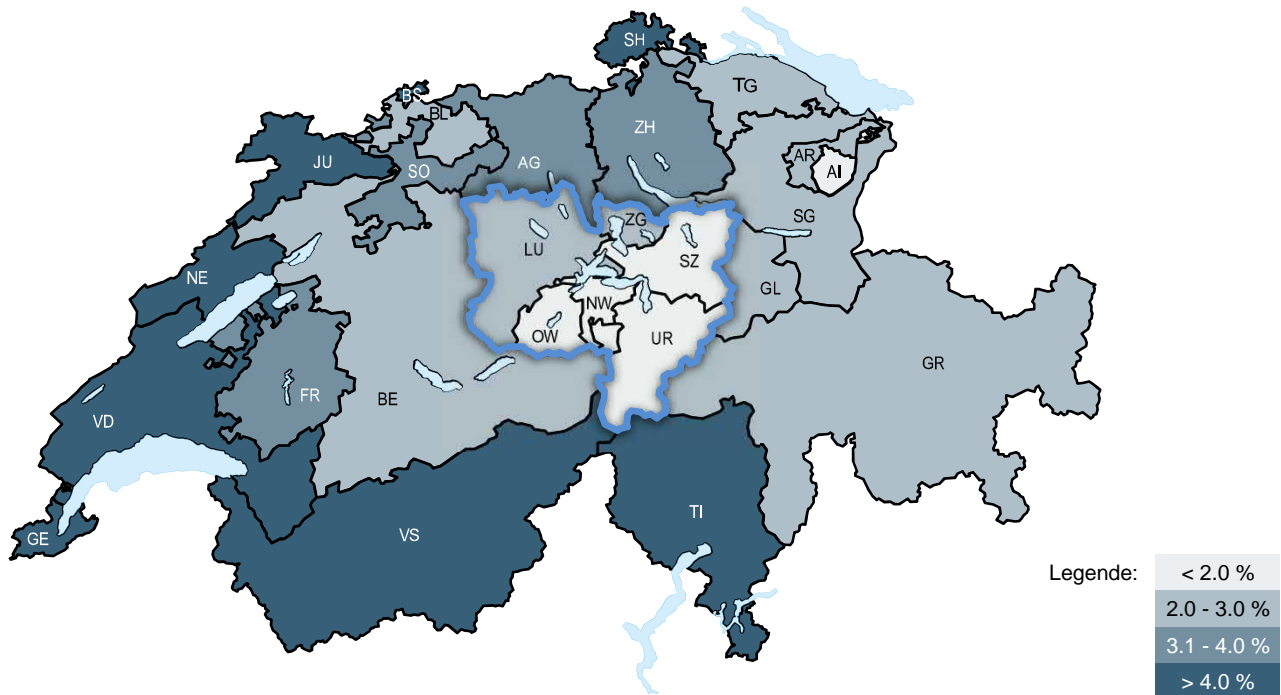 SH
BS
TG
BL
ZH
JU
AG
AR
SO
AI
ZG
SG
LU
SZ
NE
GL
NW
OW
UR
GR
FR
BE
VD
TI
VS
GE
Legende:
< 2.0 %
2.0 - 3.0 %
3.1 - 4.0 %
> 4.0 %